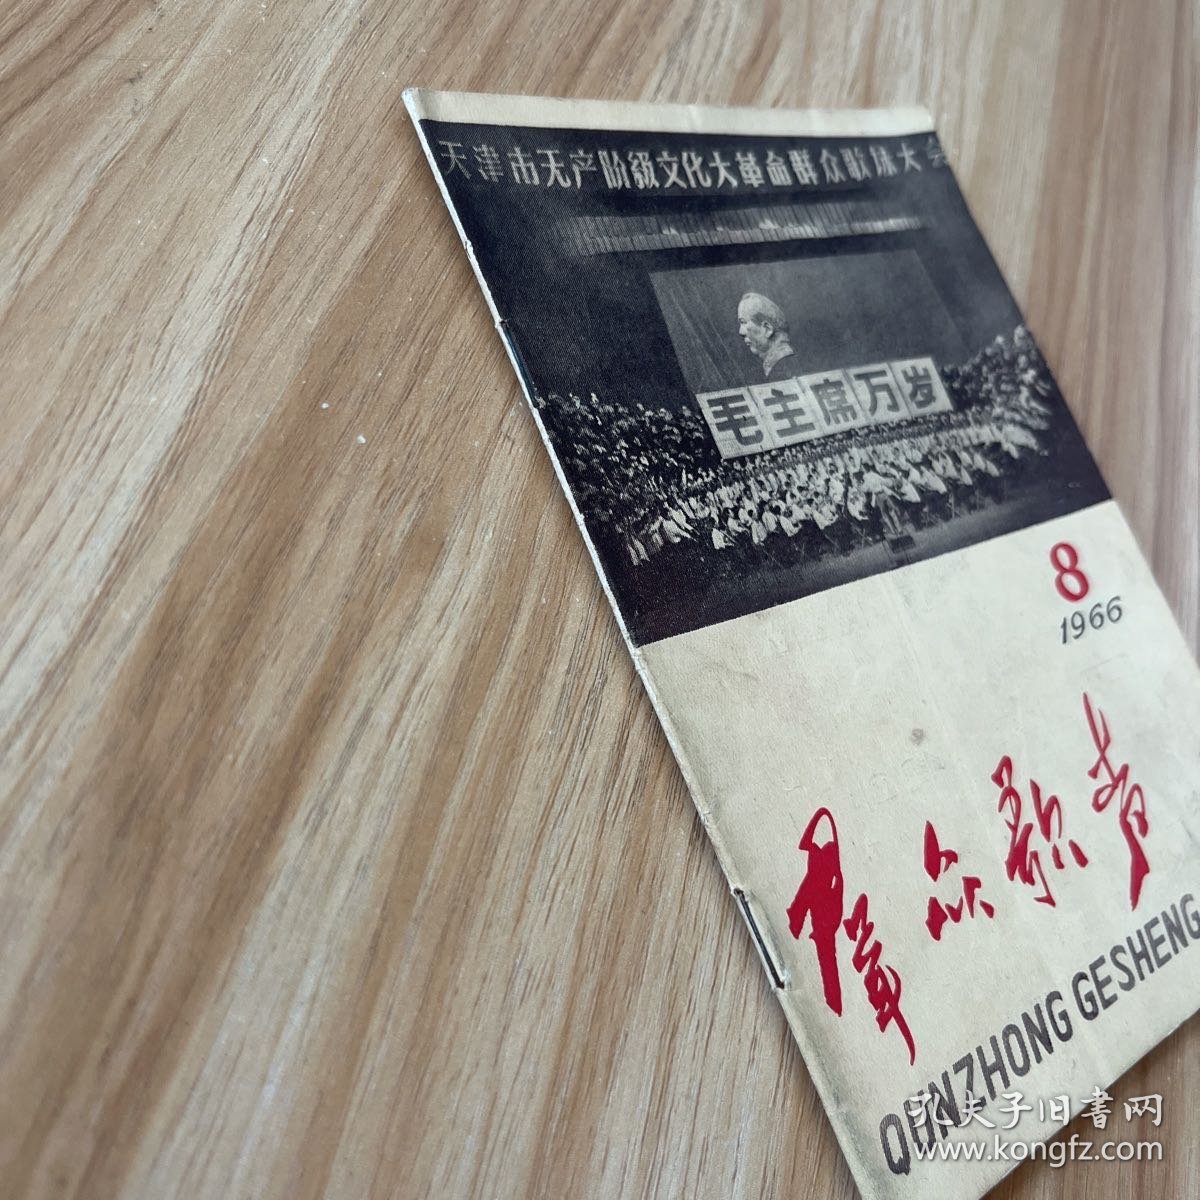 天津市无产阶级文化大革命群众歌咏大会
毛主席万岁
8
1966
群众歌声
QUNZHONG GESHENG
孔夫子旧书网
www.kongfz.com